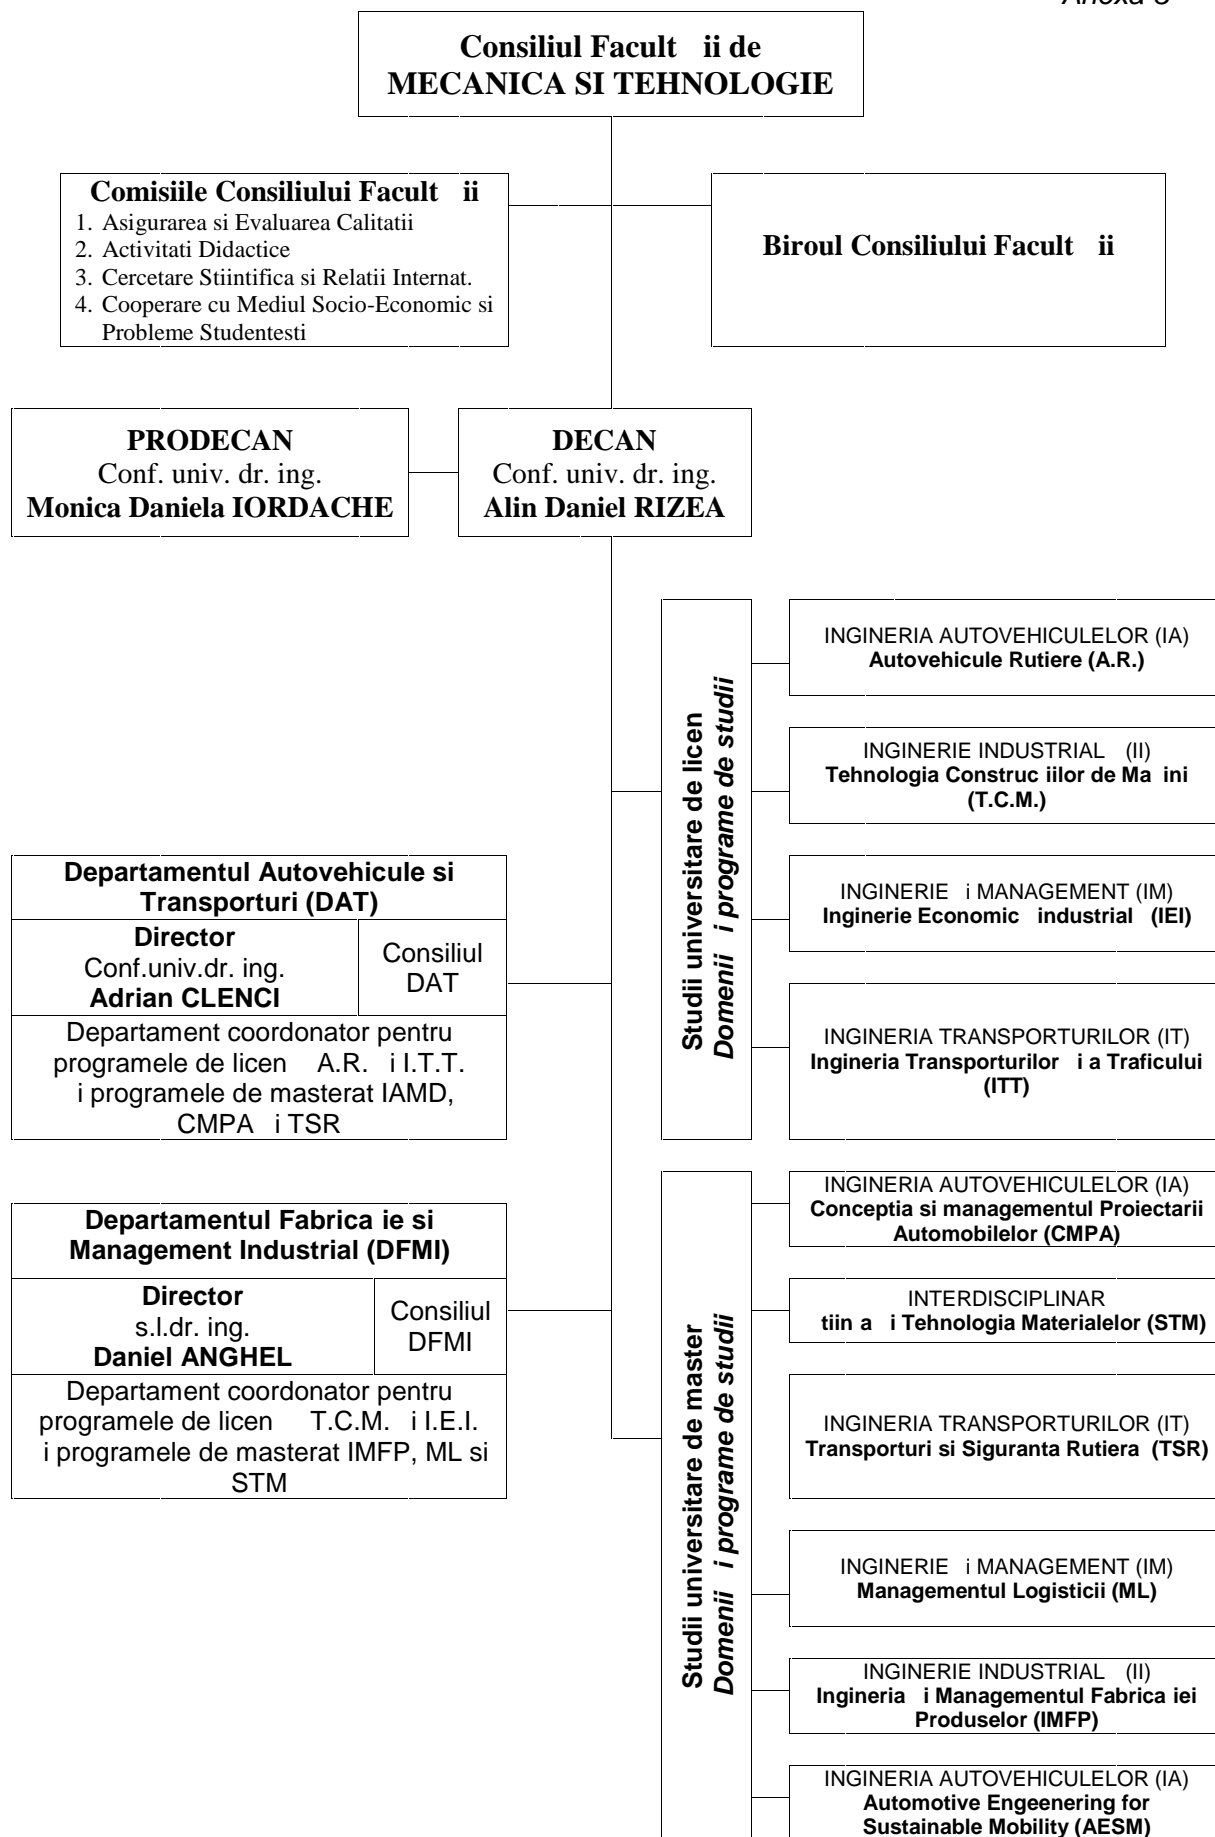 Consiliul Facult ii de
MECANICA SI TEHNOLOGIE
Comisiile Consiliului Facult ii
1. Asigurarea si Evaluarea Calitatii
2. Activitati Didactice
3. Cercetare Stiintifica si Relatii Internat.
4. Cooperare cu Mediul Socio-Economic si
Probleme Studentesti
Biroul Consiliului Facult ii
PRODECAN
Conf. univ. dr. ing.
Monica Daniela IORDACHE
DECAN
Conf. univ. dr. ing.
Alin Daniel RIZEA
Departamentul Autovehicule si
Transporturi (DAT)
Director
Conf.univ.dr. ing.
Adrian CLENCI
Consiliul
DAT
Departament coordonator pentru
programele de licen A.R. i I.T.T.
i programele de masterat IAMD,
CMPA i TSR
Departamentul Fabrica ie si
Management Industrial (DFMI)
Director
s.l.dr. ing.
Daniel ANGHEL
Consiliul
DFMI
Departament coordonator pentru
programele de licen T.C.M. i I.E.I.
i programele de masterat IMFP, ML si
STM
Studii universitare de licen
Domenii i programe de studii
INGINERIA AUTOVEHICULELOR (IA)
Autovehicule Rutiere (A.R.)
INGINERIE INDUSTRIAL (II)
Tehnologia Construc iilor de Ma ini
(T.C.M.)
INGINERIE i MANAGEMENT (IM)
Inginerie Economic industrial (IEI)
INGINERIA TRANSPORTURILOR (IT)
Ingineria Transporturilor i a Traficului
(ITT)
Studii universitare de master
Domenii i programe de studii
INGINERIA AUTOVEHICULELOR (IA)
Conceptia si managementul Proiectarii
Automobilelor (CMPA)
INTERDISCIPLINAR
tiin a i Tehnologia Materialelor (STM)
INGINERIA TRANSPORTURILOR (IT)
Transporturi si Siguranta Rutiera (TSR)
INGINERIE i MANAGEMENT (IM)
Managementul Logisticii (ML)
INGINERIE INDUSTRIAL (II)
Ingineria i Managementul Fabrica iei
Produselor (IMFP)
INGINERIA AUTOVEHICULELOR (IA)
Automotive Engeenering for
Sustainable Mobility (AESM)